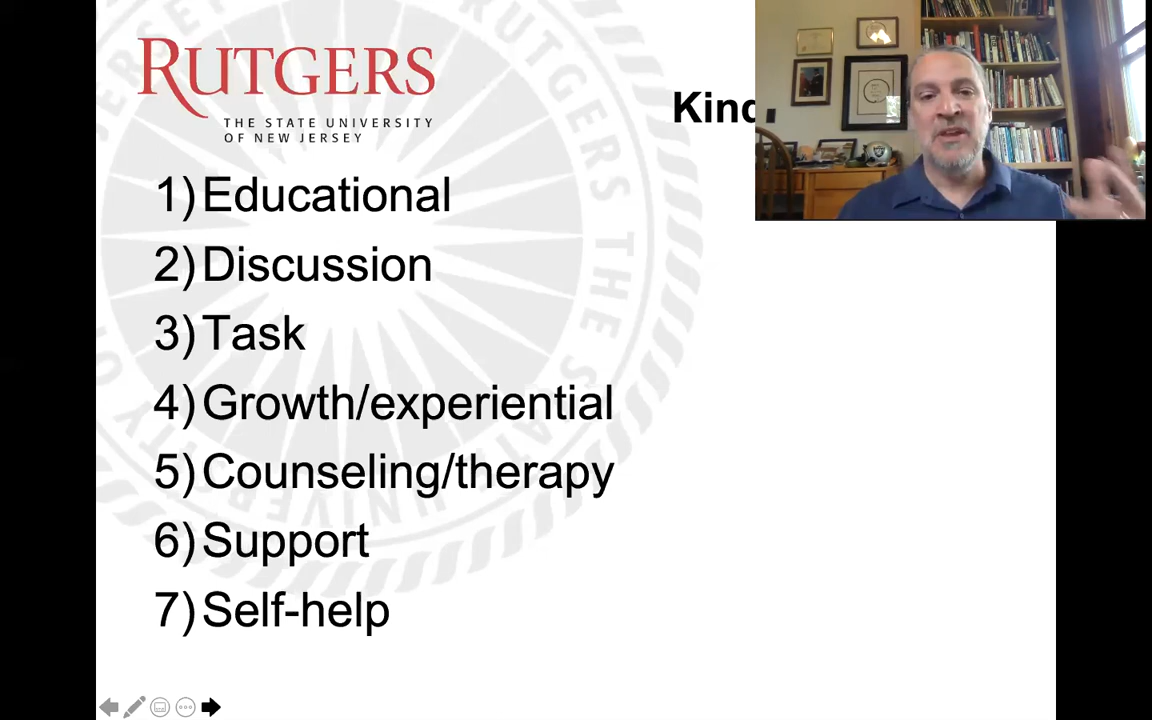 RUTGERS
THE STATE UNIVERSITY
OF NEW JERSEY
1) Educational
2) Discussion
3) Task
4) Growth/experiential
5) Counseling/therapy
6) Support
7) Self-help